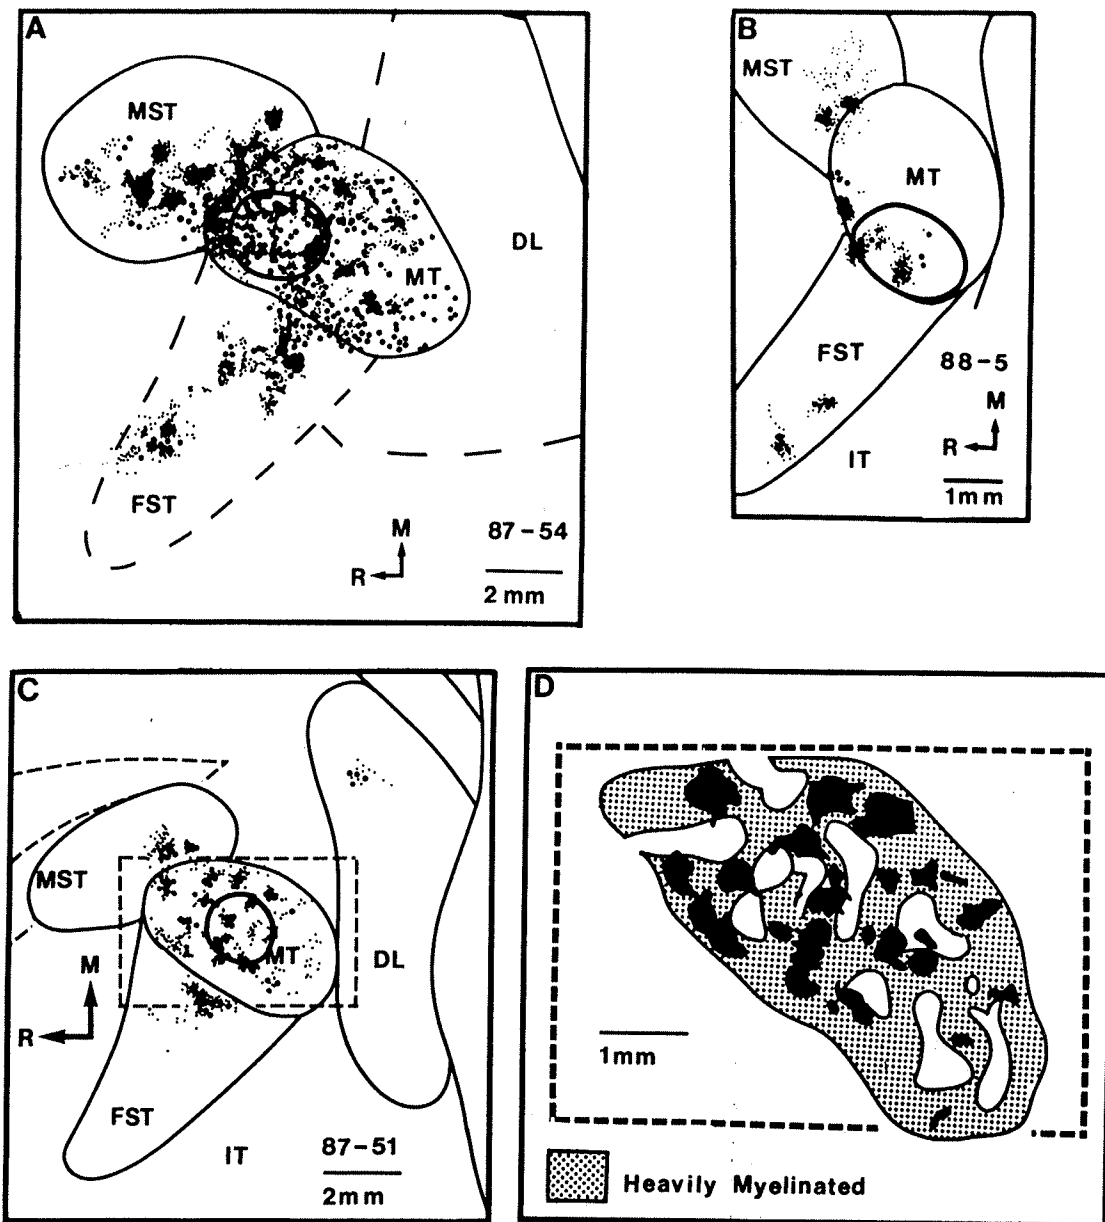 A
MST
DL
MT
FST
M
R
87-54
2 mm
B
MST
MT
FST
88-5
M
R
IT
1mm
C
MST
MT
DL
M
R
FST
IT
87-51
2mm
D
1mm
Heavily Myelinated